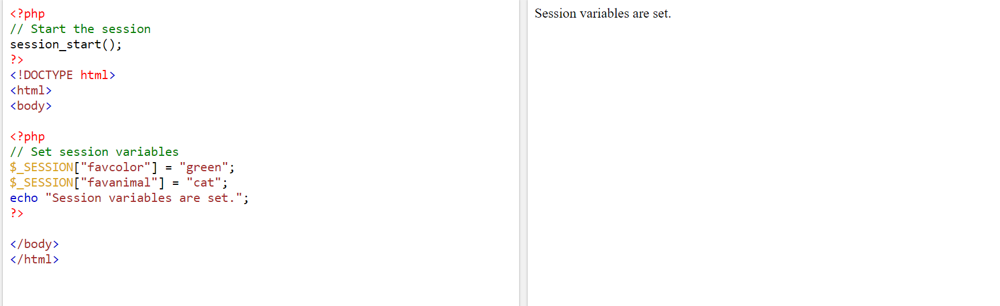 <?php
// Start the session
session_start();
?>
<!DOCTYPE html>
<html>
<body>

<?php
// Set session variables
$_SESSION["favcolor"] = "green";
$_SESSION["favanimal"] = "cat";
echo "Session variables are set.";
?>

</body>
</html>
Session variables are set.